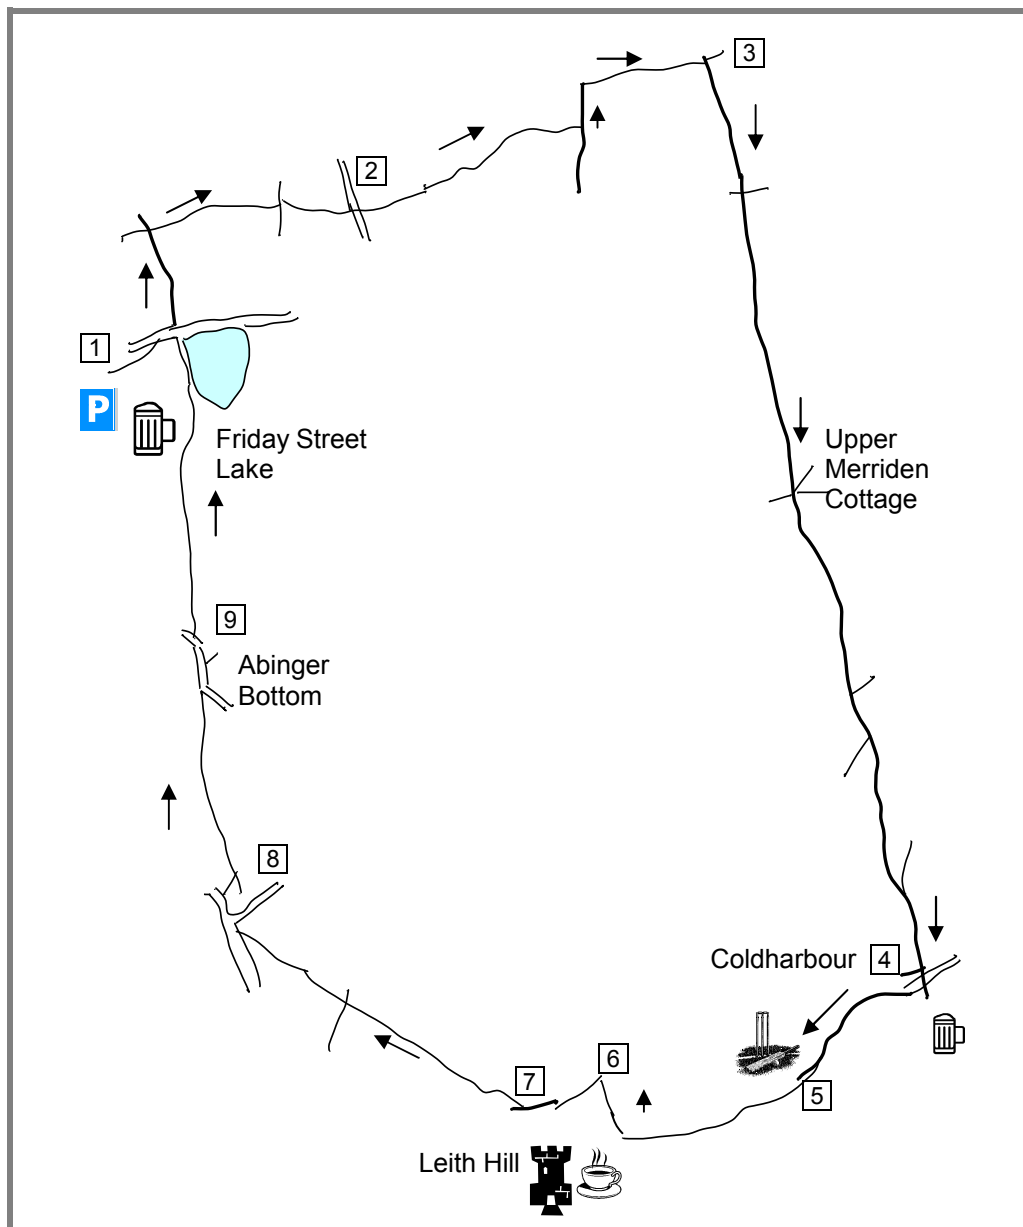 3
2
1
P
Friday Street
Lake
Upper
Merriden
Cottage
9
Abinger
Bottom
8
Coldharbour 4
6
7
5
Leith Hill